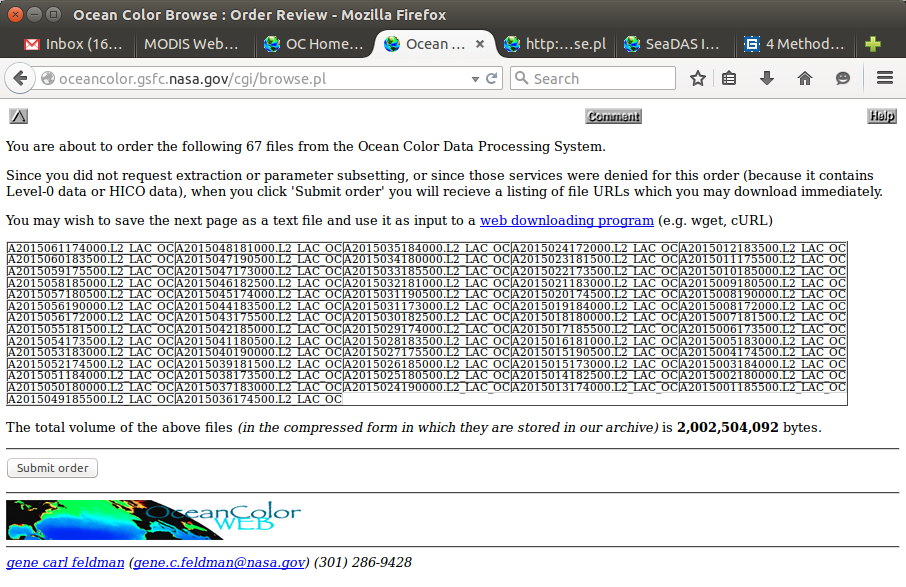 Ocean Color Browse : Order Review - Mozilla Firefox
Inbox (16... MODIS Web... OC Home... Ocean ... http:...se.pl SeaDAS I... 4 Method...
oceancolor.gsfc.nasa.gov/cgi/browse.pl Search
Comment Help
You are about to order the following 67 files from the Ocean Color Data Processing System.
Since you did not request extraction or parameter subsetting, or since those services were denied for this order (because it contains
Level-0 data or HICO data), when you click 'Submit order' you will recieve a listing of file URLs which you may download immediately.
You may wish to save the next page as a text file and use it as input to a web downloading program (e.g. wget, cURL)
A2015061174000.L2_LAC_OC A2015048181000.L2_LAC_OC A2015035184000.L2_LAC_OC A2015024172000.L2_LAC_OC A2015012183500.L2_LAC_OC
A2015060183500.L2_LAC_OC A2015047190500.L2_LAC_OC A2015034180000.L2_LAC_OC A2015023181500.L2_LAC_OC A2015011175500.L2_LAC_OC
A2015059175500.L2_LAC_OC A2015047173000.L2_LAC_OC A2015033185500.L2_LAC_OC A2015022173500.L2_LAC_OC A2015010185000.L2_LAC_OC
A2015058185000.L2_LAC_OC A2015046182500.L2_LAC_OC A2015032181000.L2_LAC_OC A2015021183000.L2_LAC_OC A2015009180500.L2_LAC_OC
A2015057180500.L2_LAC_OC A2015045174000.L2_LAC_OC A2015031190500.L2_LAC_OC A2015020174500.L2_LAC_OC A2015008190000.L2_LAC_OC
A2015056190000.L2_LAC_OC A2015044183500.L2_LAC_OC A2015031173000.L2_LAC_OC A2015019184000.L2_LAC_OC A2015008172000.L2_LAC_OC
A2015056172000.L2_LAC_OC A2015043175500.L2_LAC_OC A2015030182500.L2_LAC_OC A2015018180000.L2_LAC_OC A2015007181500.L2_LAC_OC
A2015055181500.L2_LAC_OC A2015042185000.L2_LAC_OC A2015029174000.L2_LAC_OC A2015017185500.L2_LAC_OC A2015006173500.L2_LAC_OC
A2015054173500.L2_LAC_OC A2015041180500.L2_LAC_OC A2015028183500.L2_LAC_OC A2015016181000.L2_LAC_OC A2015005183000.L2_LAC_OC
A2015053183000.L2_LAC_OC A2015040190000.L2_LAC_OC A2015027175500.L2_LAC_OC A2015015190500.L2_LAC_OC A2015004174500.L2_LAC_OC
A2015052174500.L2_LAC_OC A2015039181500.L2_LAC_OC A2015026185000.L2_LAC_OC A2015015173000.L2_LAC_OC A2015003184000.L2_LAC_OC
A2015051184000.L2_LAC_OC A2015038173500.L2_LAC_OC A2015025180500.L2_LAC_OC A2015014182500.L2_LAC_OC A2015002180000.L2_LAC_OC
A2015050180000.L2_LAC_OC A2015037183000.L2_LAC_OC A2015024190000.L2_LAC_OC A2015013174000.L2_LAC_OC A2015001185500.L2_LAC_OC
A2015049185500.L2_LAC_OC A2015036174500.L2_LAC_OC
The total volume of the above files (in the compressed form in which they are stored in our archive) is 2,002,504,092 bytes.
Submit order
OceanColor
WEB
gene carl feldman (gene.c.feldman@nasa.gov) (301) 286-9428